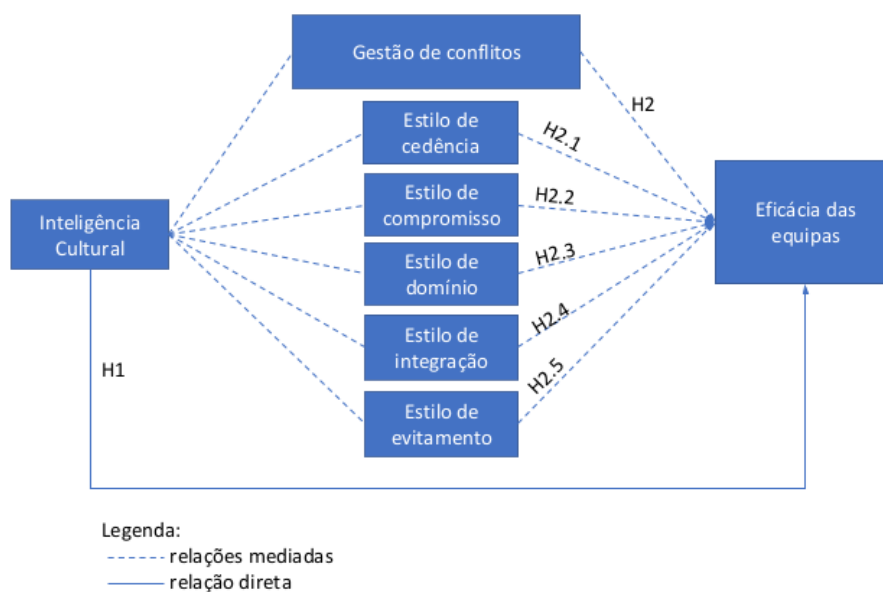 Gestão de conflitos
H2
Estilo de
cedência
H2.1
Estilo de
compromisso
H2.2
Inteligência
Cultural
Eficácia das
equipas
Estilo de
domínio
H2.3
Estilo de
integração
H2.4
H1
Estilo de
evitamento
H2.5
Legenda:
relações mediadas
relação direta